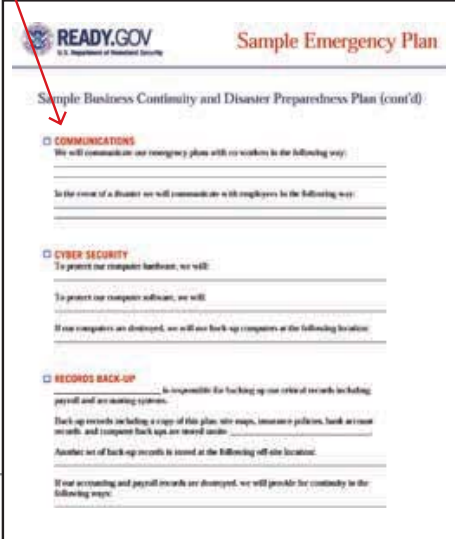 READY.GOV
U.S. Department of Homeland Security
Sample Emergency Plan
Sample Business Continuity and Disaster Preparedness Plan (cont'd)
COMMUNICATIONS
We will communicate our emergency plans with co-workers in the following way:
In the event of a disaster we will communicate with employees in the following way:
CYBER SECURITY
To protect our computer hardware, we will:
To protect our computer software, we will:
If our computers are destroyed, we will use back-up computers at the following location:
RECORDS BACK-UP
is responsible for backing up our critical records including
payroll and accounting systems.
Back-up records including a copy of this plan, site maps, insurance policies, bank account
records and computer back ups are stored onsite
Another set of back-up records is stored at the following off-site location:
If our accounting and payroll records are destroyed, we will provide for continuity in the
following ways: